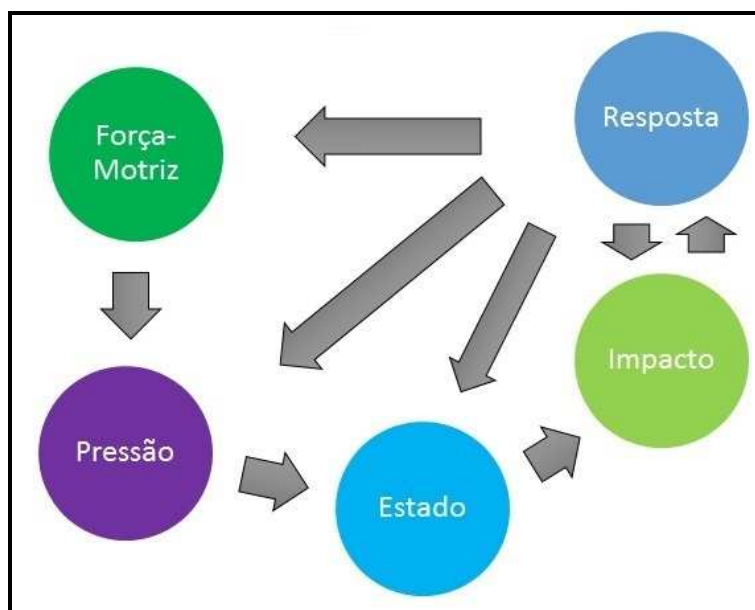 Força-
Motriz
Resposta
Impacto
Pressão
Estado